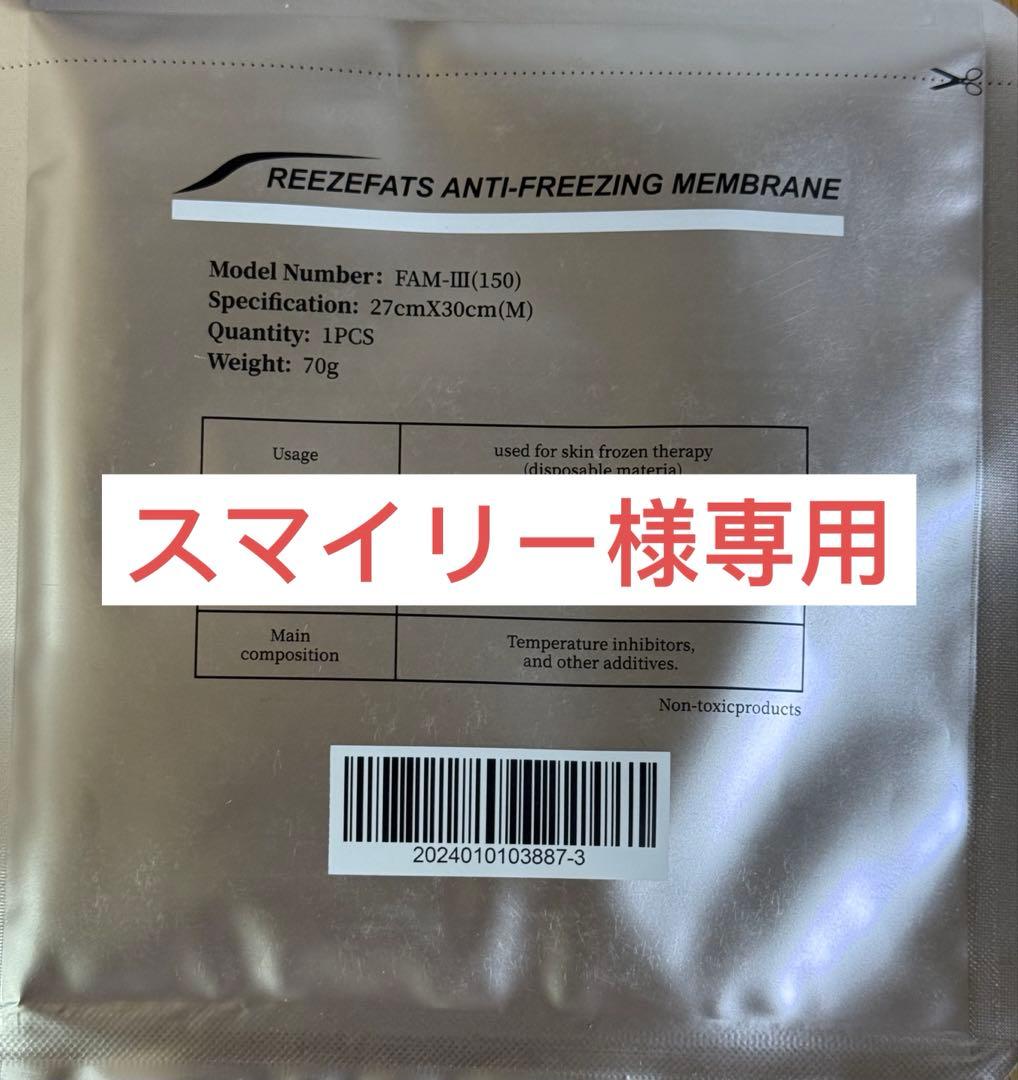 REEZEFATS ANTI-FREEZING MEMBRANE
Model Number: FAM-III(150)
Specification: 27cmX30cm(M)
Quantity: 1PCS
Weight: 70g
Usage used for skin frozen therapy
(disposable materia)
スマイリー様専用
Main composition Temperature inhibitors,
and other additives.
Non-toxicproducts
2024010103887-3